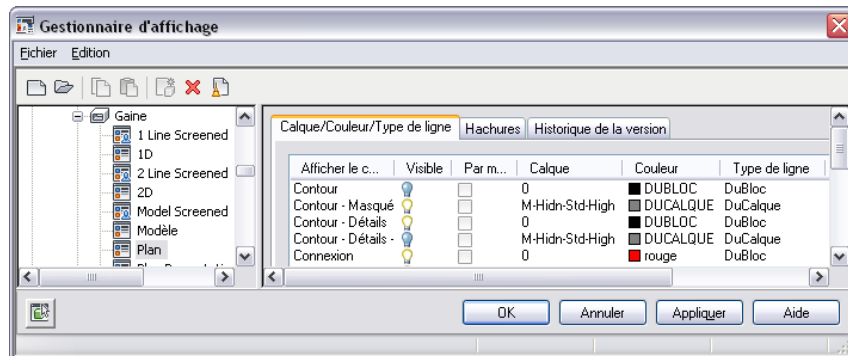 Gestionnaire d'affichage
Fichier Edition
Gaine
1 Line Screened
1D
2 Line Screened
2D
Model Screened
Modèle
Plan
Calque/Couleur/Type de ligne Hachures Historique de la version
Afficher le c... Visible Par m... Calque Couleur Type de ligne
Contour 0 DUBLOC DuBloc
Contour - Masqué M-Hidn-Std-High DUCALQUE DuCalque
Contour - Détails 0 DUBLOC DuBloc
Contour - Détails - M-Hidn-Std-High DUCALQUE DuCalque
Connexion 0 rouge DuBloc
OK Annuler Appliquer Aide